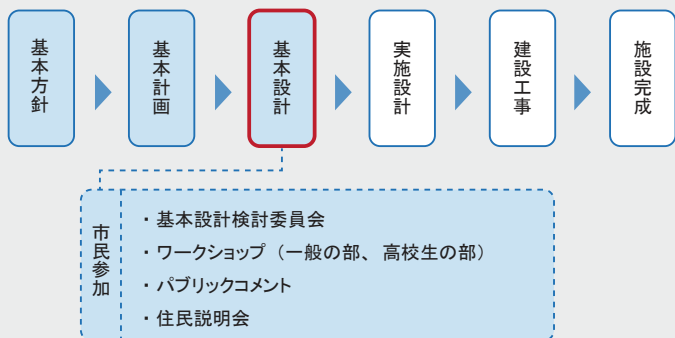 基本方針
基本計画
基本設計
実施設計
建設工事
施設完成
市民参加
・基本設計検討委員会
・ワークショップ（一般の部、高校生の部）
・パブリックコメント
・住民説明会